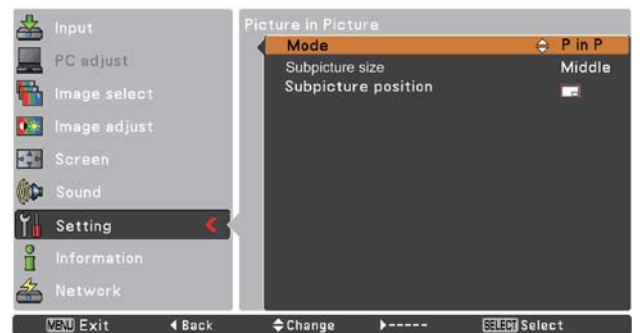 Input
PC adjust
Image select
Image adjust
Screen
Sound
Setting
Information
Network
Picture in Picture
Mode P in P
Subpicture size Middle
Subpicture position
MENU Exit Back Change ----- SELECT Select